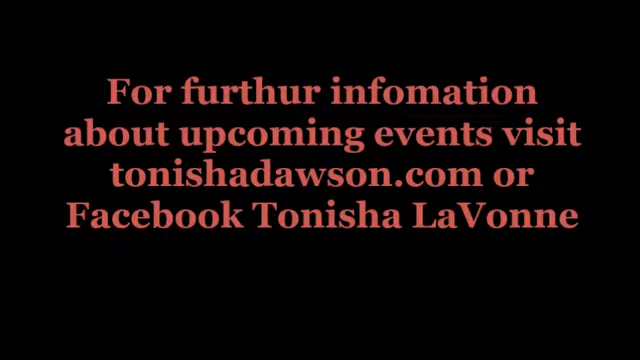 For furthur infomation
about upcoming events visit
tonishadawson.com or
Facebook Tonisha LaVonne